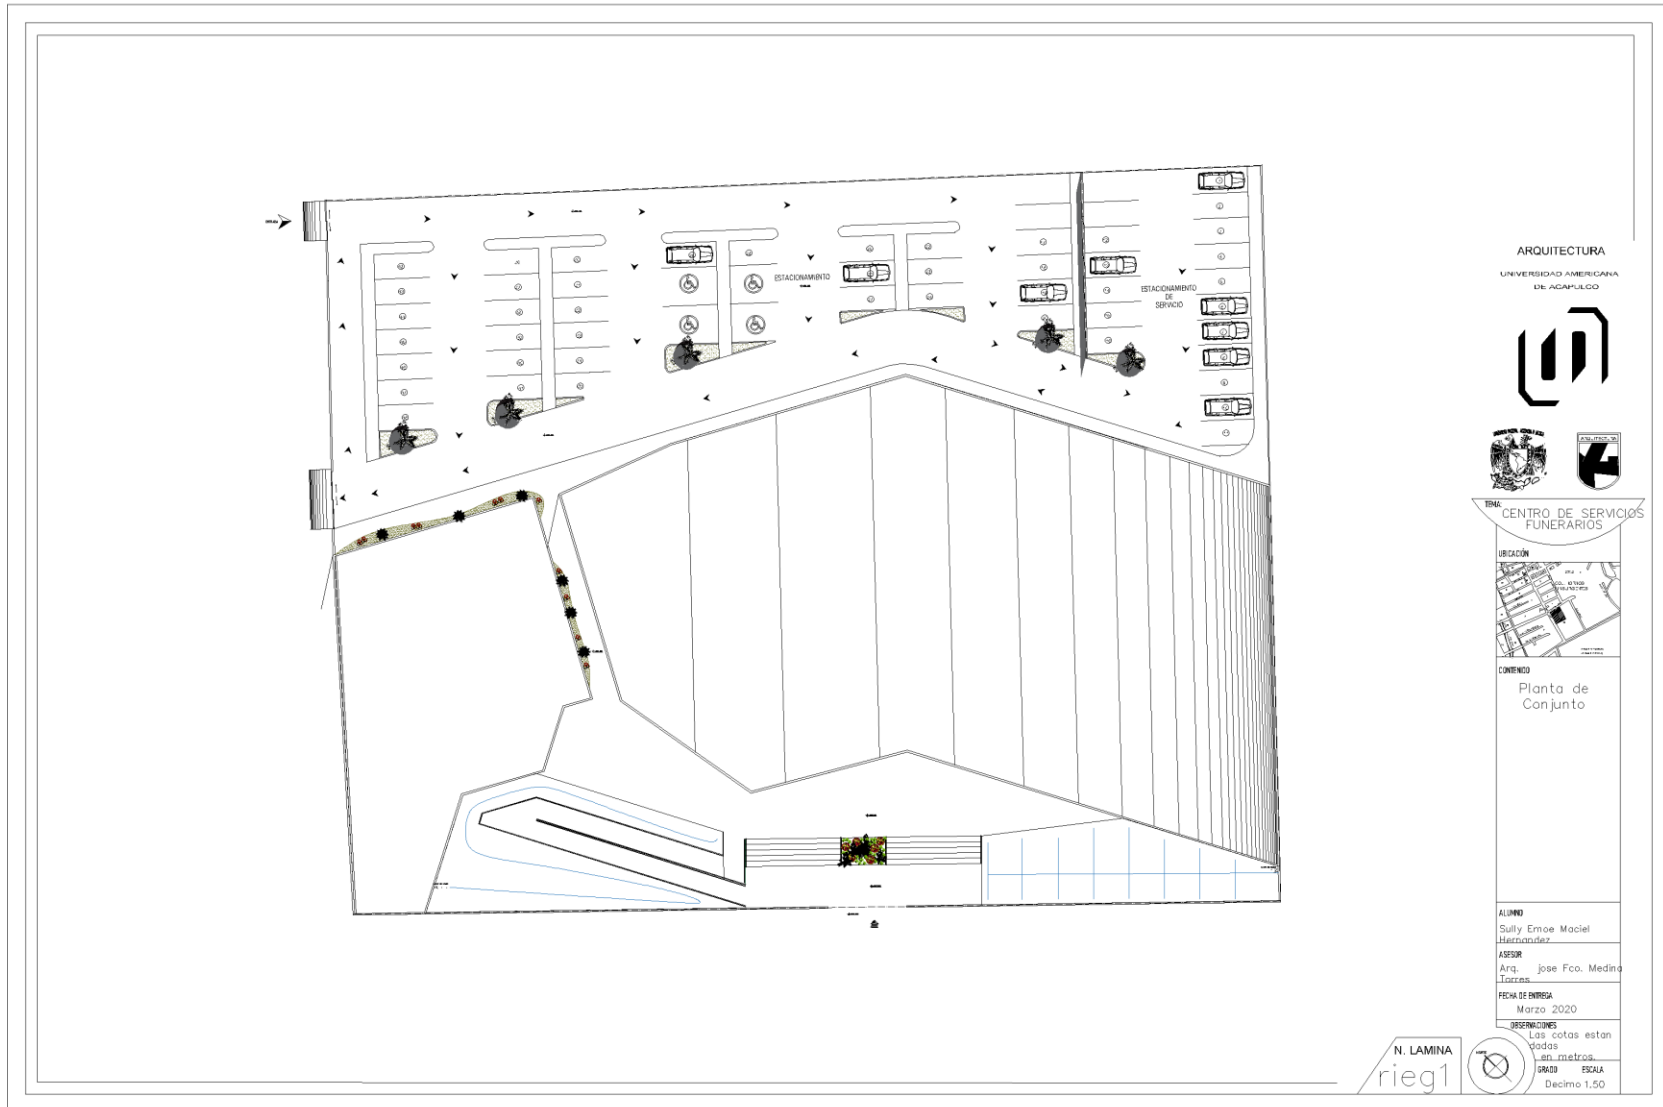 ESTACIONAMIENTO
ESTACIONAMIENTO
DE
SERVICIO
ARQUITECTURA
UNIVERSIDAD AMERICANA
DE ACAPULCO
ARQUITECTURA
TEMA:
CENTRO DE SERVICIOS
FUNERARIOS
UBICACIÓN
CONTENIDO
Planta de
Conjunto
ALUMNO
Sully Emoe Maciel
Hernandez
ASESOR
Arq. jose Fco. Medina
Torres
FECHA DE ENTREGA
Marzo 2020
OBSERVACIONES
Las cotas estan
dadas
en metros.
GRADO ESCALA
Decimo 1.50
N. LAMINA
rieg1